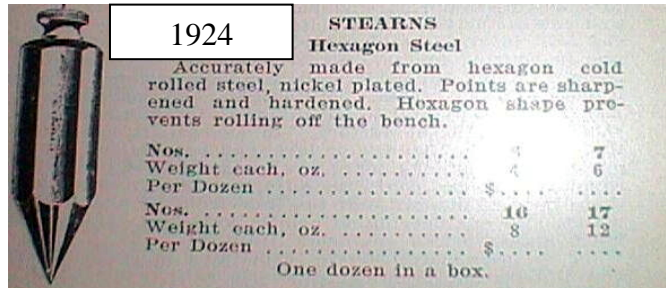 1924
STEARNS
Hexagon Steel
Accurately made from hexagon cold
rolled steel, nickel plated. Points are sharp-
ened and hardened. Hexagon shape pre-
vents rolling off the bench.
Nos. ........................ 7
Weight each, oz. ........... 6
Per Dozen .................. $.... ....
Nos. ........................ 16 17
Weight each, oz. ........... 8 12
Per Dozen .................. $.... ....
One dozen in a box.